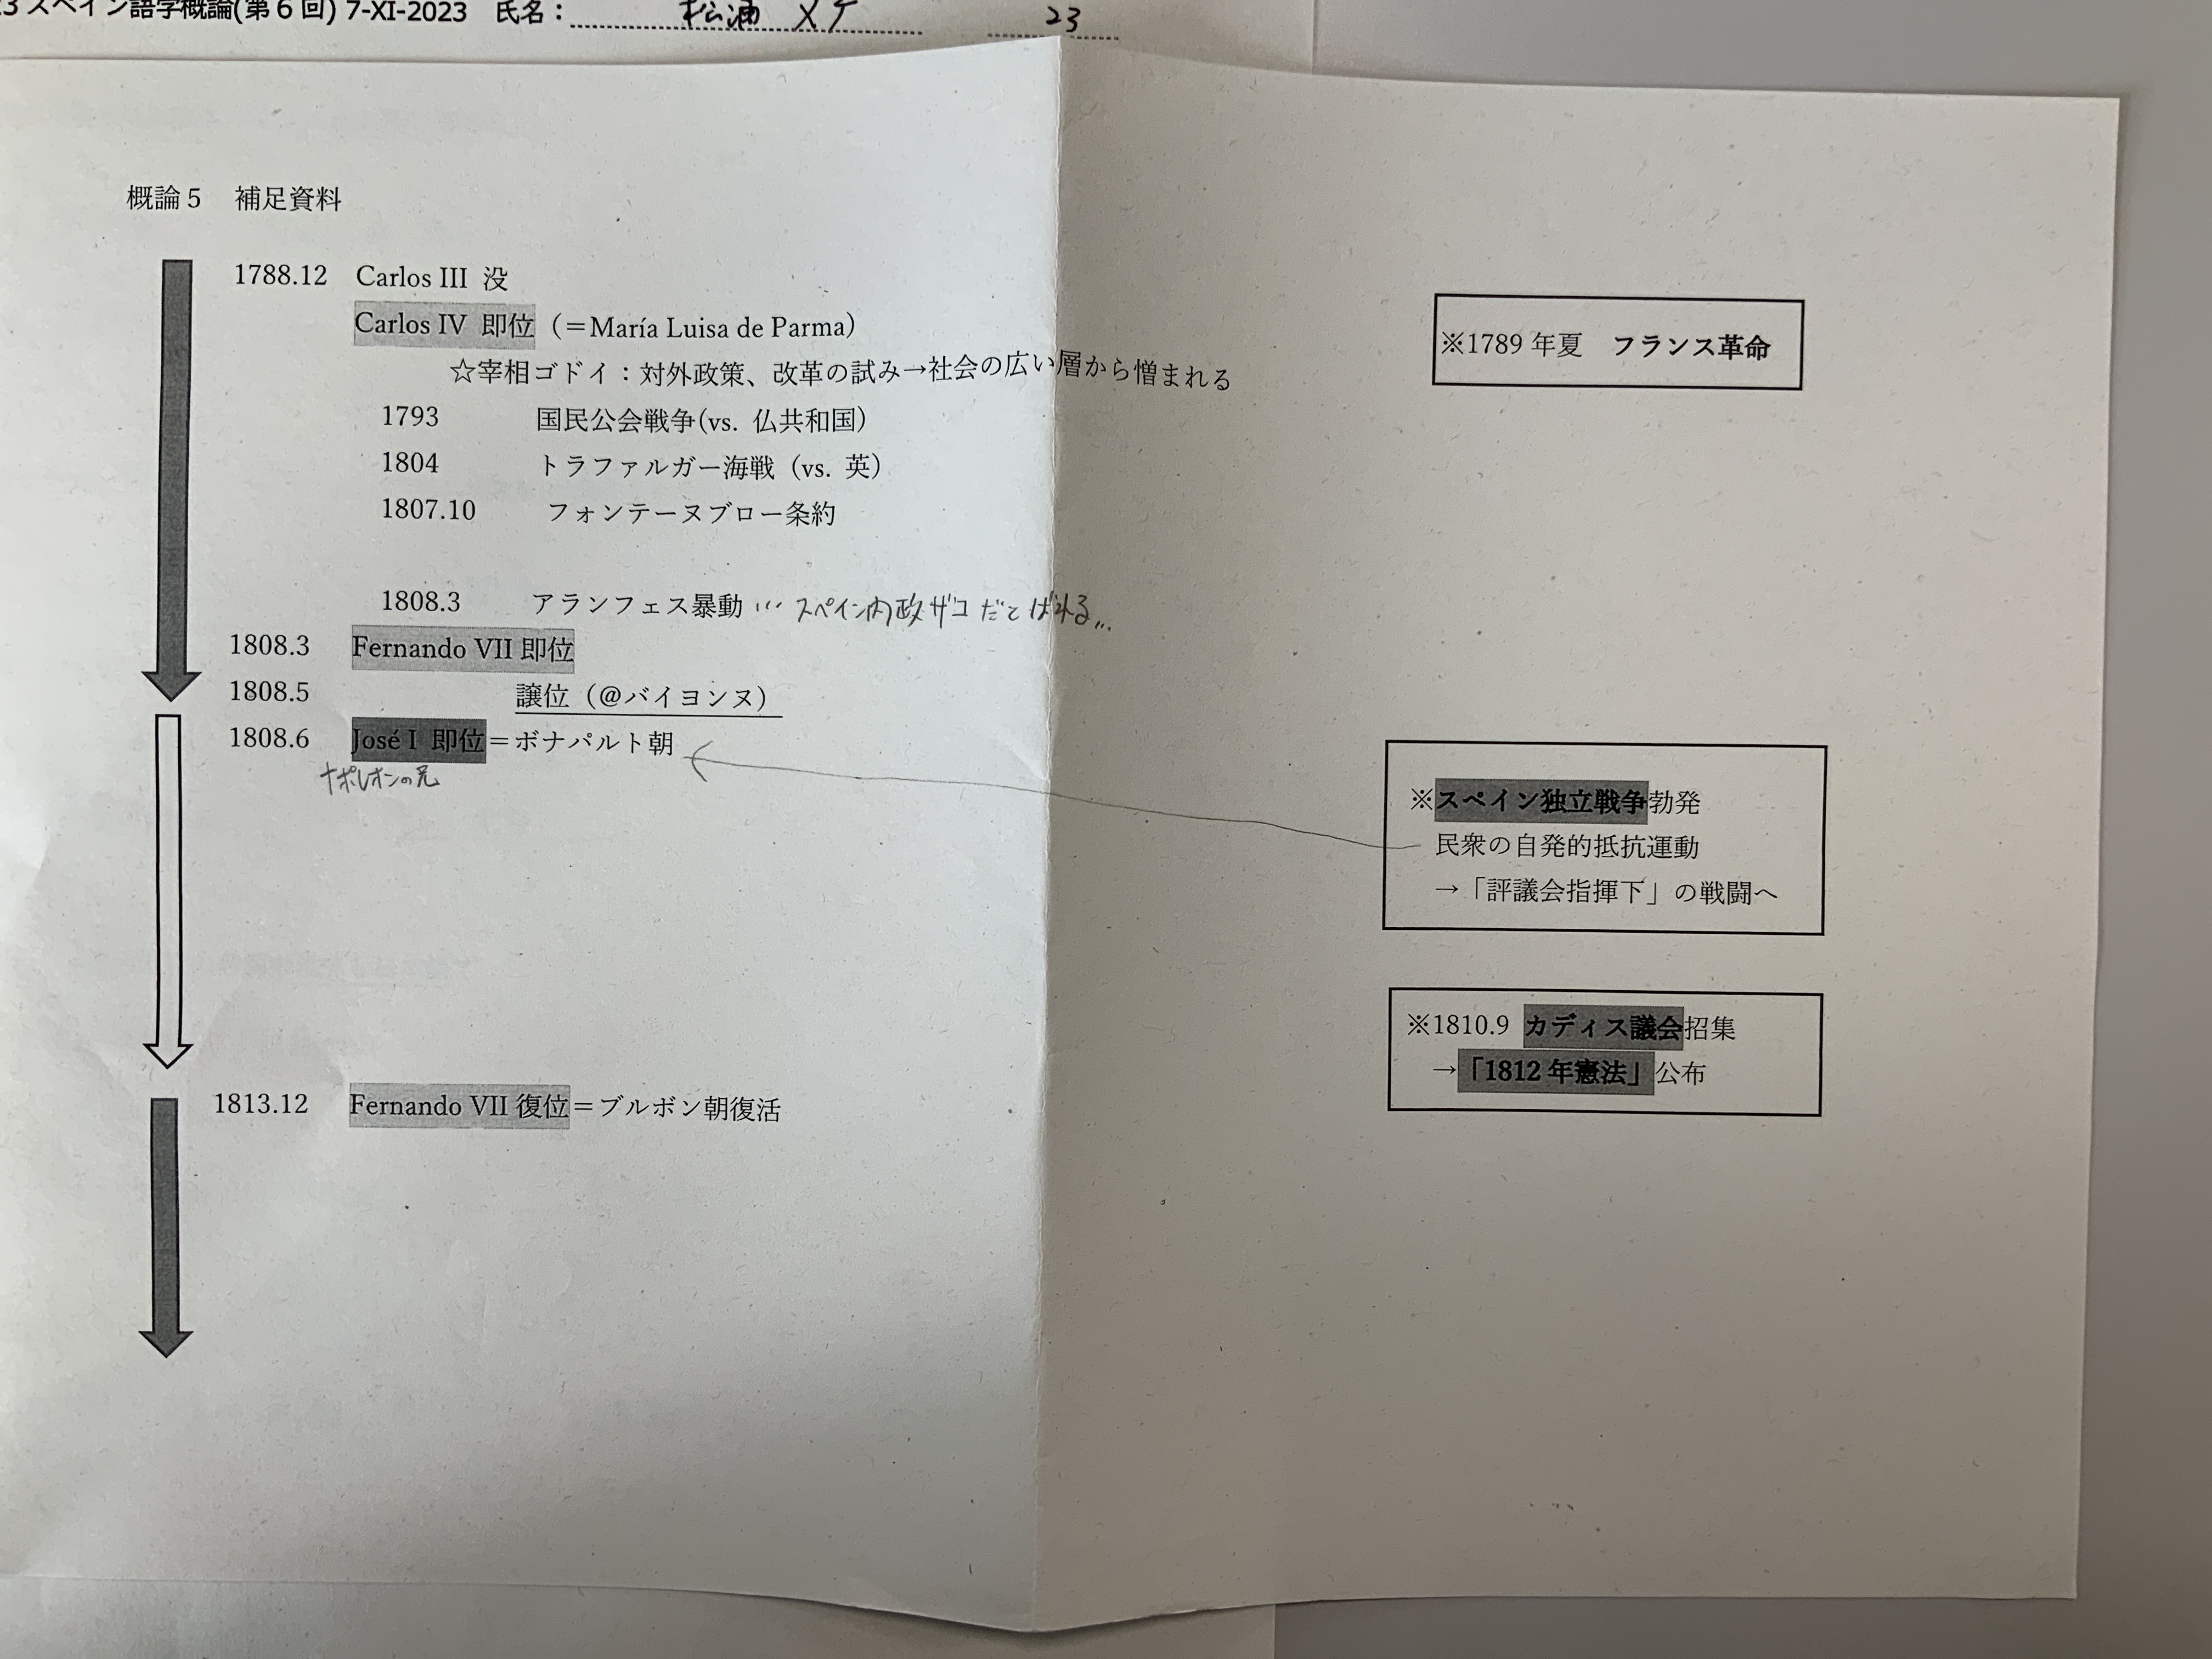 3 スペイン語学概論(第6回) 7-XI-2023 氏名: 松浦 23
概論5 補足資料
1788.12 Carlos III 没
Carlos IV 即位(=María Luisa de Parma)
☆宰相ゴドイ:対外政策、改革の試み→社会の広い層から憎まれる
※1789年夏 フランス革命
1793 国民公会戦争(vs. 仏共和国)
1804 トラファルガー海戦(vs. 英)
1807.10 フォンテーヌブロー条約
1808.3 アランフェス暴動 … スペイン内政ザコだとばれる…
1808.3 Fernando VII 即位
1808.5 譲位(@バイヨンヌ)
1808.6 José I 即位=ボナパルト朝
ナポレオンの兄
※スペイン独立戦争勃発
民衆の自発的抵抗運動
→「評議会指揮下」の戦闘へ
※1810.9 カディス議会招集
→「1812年憲法」公布
1813.12 Fernando VII 復位=ブルボン朝復活